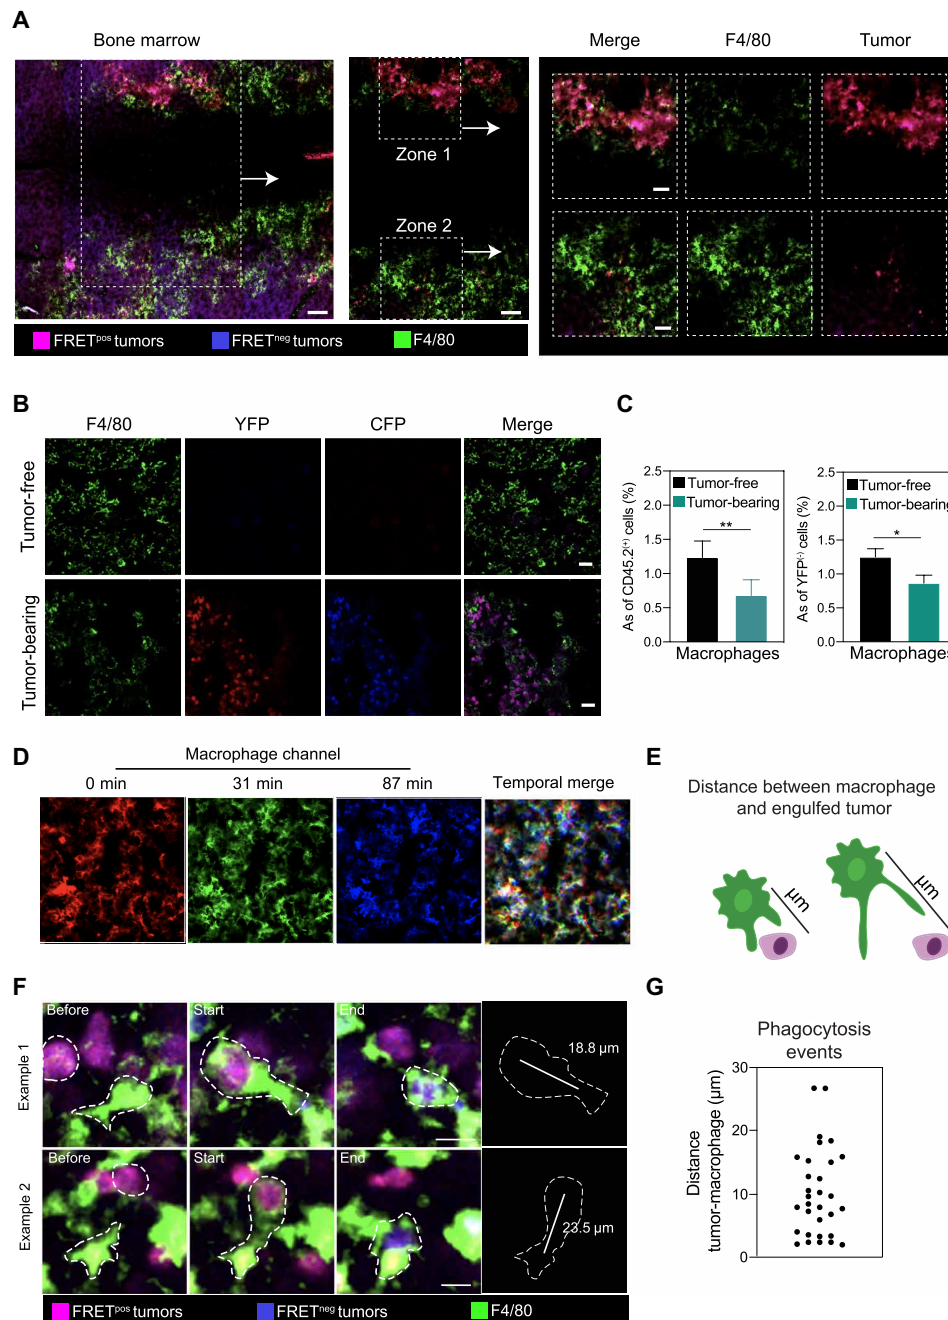 A
Bone marrow
Merge
F4/80
Tumor
Zone 1
Zone 2
FRETpos tumors
FRETneg tumors
F4/80
B
F4/80
YFP
CFP
Merge
Tumor-free
Tumor-bearing
C
2.5
2.0
1.5
1.0
0.5
0.0
As of CD45.2(+) cells (%)
Tumor-free
Tumor-bearing
**
Macrophages
2.5
2.0
1.5
1.0
0.5
0.0
As of YFP(-) cells (%)
Tumor-free
Tumor-bearing
*
Macrophages
D
Macrophage channel
0 min
31 min
87 min
Temporal merge
E
Distance between macrophage
and engulfed tumor
μm
μm
F
Example 1
Before
Start
End
18.8 μm
Example 2
Before
Start
End
23.5 μm
FRETpos tumors
FRETneg tumors
F4/80
G
Phagocytosis
events
30
20
10
0
Distance
tumor-macrophage (μm)